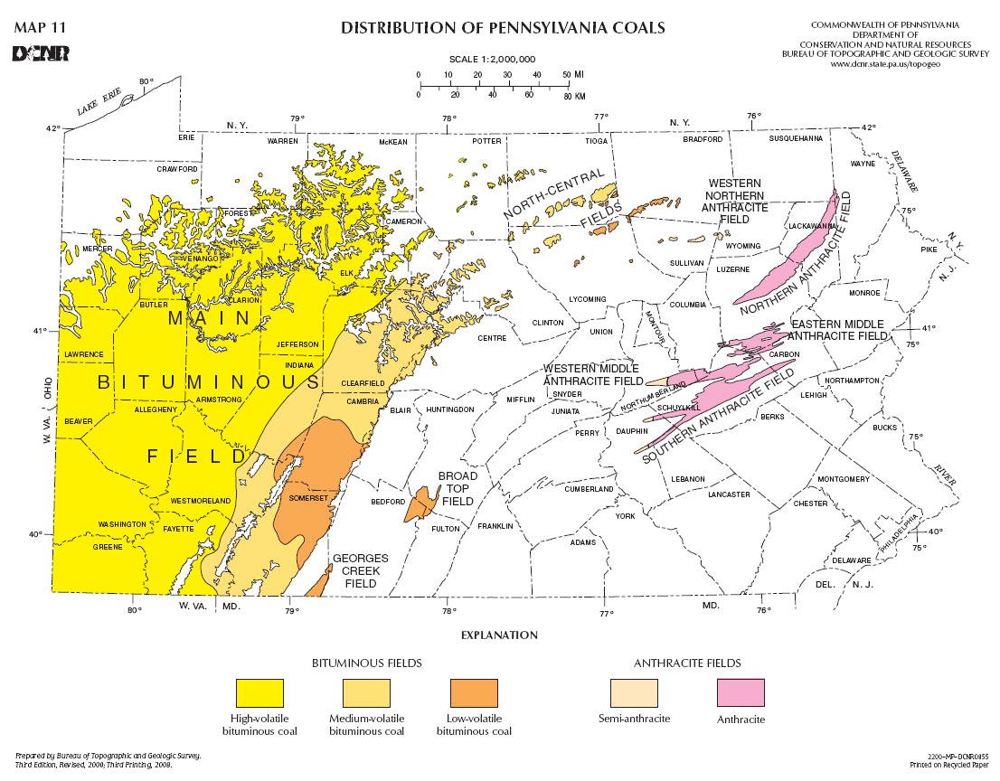 MAP 11
DCNR
DISTRIBUTION OF PENNSYLVANIA COALS
COMMONWEALTH OF PENNSYLVANIA
DEPARTMENT OF
CONSERVATION AND NATURAL RESOURCES
BUREAU OF TOPOGRAPHIC AND GEOLOGIC SURVEY
www.dcnr.state.pa.us/topogeo
SCALE 1:2,000,000
0 10 20 30 40 50 MI
0 20 40 60 80 KM
LAKE ERIE
80°
79°
78°
77°
76°
42°
42°
N. Y.
N. Y.
ERIE
WARREN
McKEAN
POTTER
TIOGA
BRADFORD
SUSQUEHANNA
WAYNE
DELAWARE
CRAWFORD
FOREST
CAMERON
NORTH-CENTRAL
FIELDS
WESTERN
NORTHERN
ANTHRACITE
FIELD
LACKAWANNA
75°
MERCER
VENANGO
ELK
SULLIVAN
WYOMING
LUZERNE
PIKE
N. Y.
N. J.
NORTHERN ANTHRACITE FIELD
BUTLER
CLARION
LYCOMING
COLUMBIA
MONROE
MAIN
CLINTON
CENTRE
UNION
MONTOUR
EASTERN MIDDLE
ANTHRACITE FIELD
41°
41°
75°
LAWRENCE
JEFFERSON
INDIANA
CARBON
BITUMINOUS
CLEARFIELD
WESTERN MIDDLE
ANTHRACITE FIELD
SNYDER
NORTHUMBERLAND
NORTHAMPTON
LEHIGH
OHIO
W. VA.
ARMSTRONG
ALLEGHENY
CAMBRIA
BLAIR
HUNTINGDON
MIFFLIN
JUNIATA
SCHUYLKILL
BERKS
BEAVER
PERRY
DAUPHIN
SOUTHERN ANTHRACITE FIELD
BUCKS
75°
FIELD
BROAD
TOP
FIELD
LEBANON
MONTGOMERY
RIVER
WESTMORELAND
SOMERSET
BEDFORD
CUMBERLAND
LANCASTER
CHESTER
WASHINGTON
FAYETTE
FULTON
FRANKLIN
YORK
PHILADELPHIA
40°
40°
75°
GREENE
ADAMS
DELAWARE
GEORGES
CREEK
FIELD
DEL.
N. J.
W. VA.
MD.
MD.
80°
79°
78°
77°
76°
EXPLANATION
BITUMINOUS FIELDS
ANTHRACITE FIELDS
High-volatile
bituminous coal
Medium-volatile
bituminous coal
Low-volatile
bituminous coal
Semi-anthracite
Anthracite
Prepared by Bureau of Topographic and Geologic Survey.
Third Edition, Revised, 2000; Third Printing, 2008.
2200-MP-DCNR0855
Printed on Recycled Paper